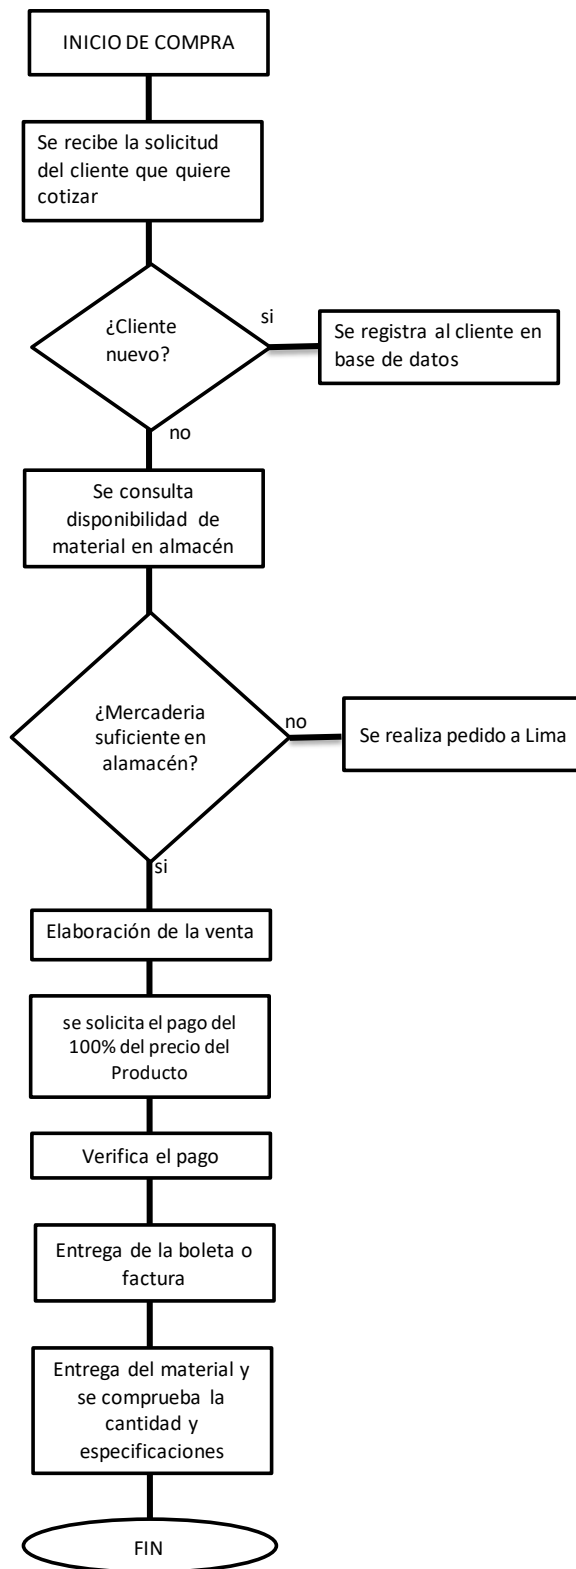 INICIO DE COMPRA
Se recibe la solicitud
del cliente que quiere
cotizar
¿Cliente
nuevo?
si
Se registra al cliente en
base de datos
no
Se consulta
disponibilidad de
material en almacén
¿Mercaderia
suficiente en
alamacén?
no
Se realiza pedido a Lima
si
Elaboración de la venta
se solicita el pago del
100% del precio del
Producto
Verifica el pago
Entrega de la boleta o
factura
Entrega del material y
se comprueba la
cantidad y
especificaciones
FIN